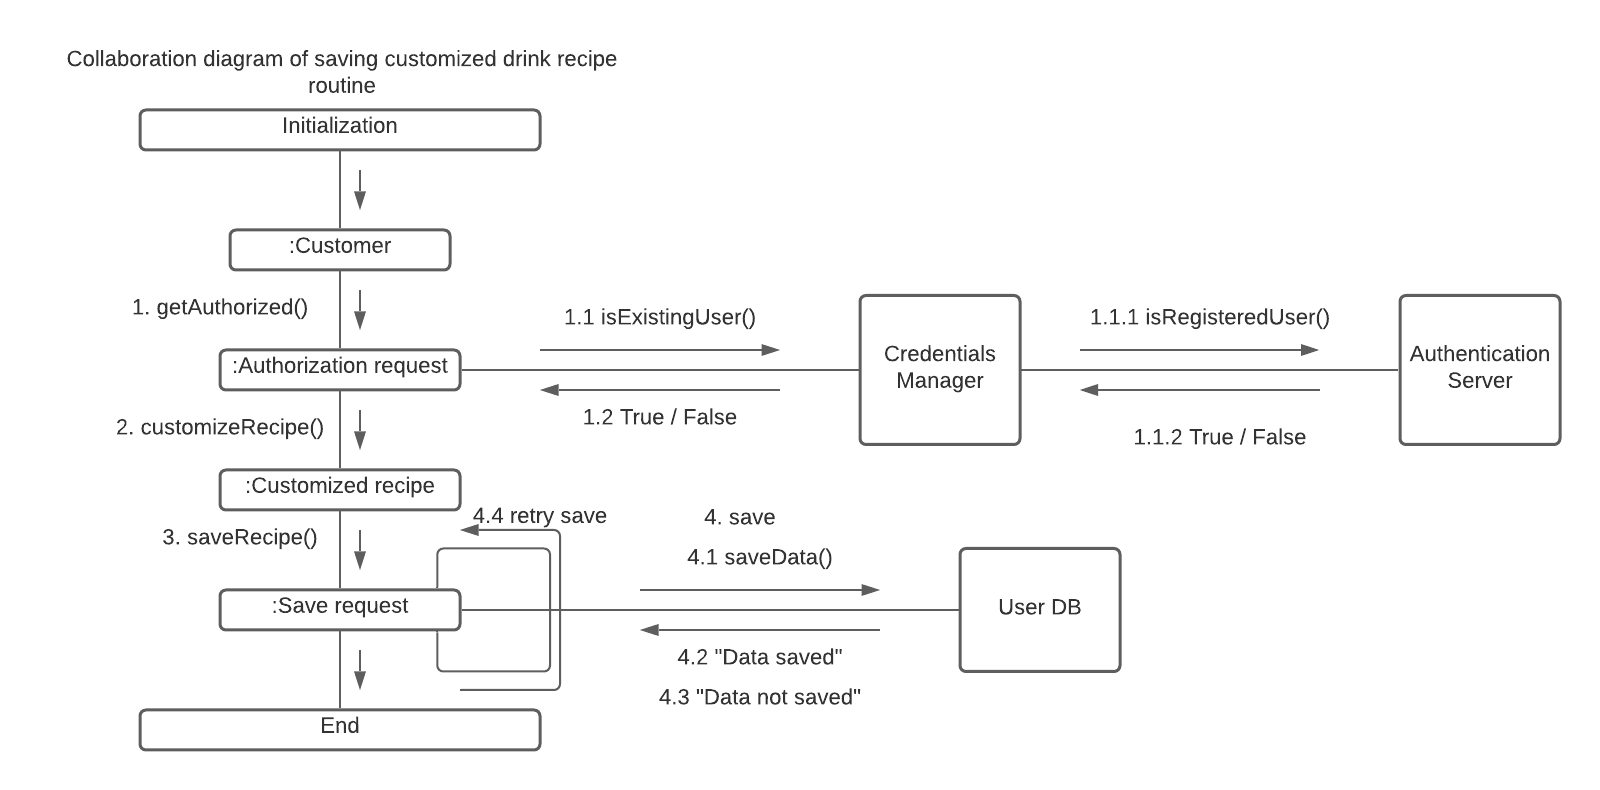 Collaboration diagram of saving customized drink recipe
routine
Initialization
:Customer
1. getAuthorized()
1.1 isExistingUser()
1.1.1 isRegisteredUser()
:Authorization request
Credentials
Manager
Authentication
Server
1.2 True / False
1.1.2 True / False
2. customizeRecipe()
:Customized recipe
4.4 retry save
4. save
3. saveRecipe()
4.1 saveData()
:Save request
User DB
4.2 "Data saved"
4.3 "Data not saved"
End